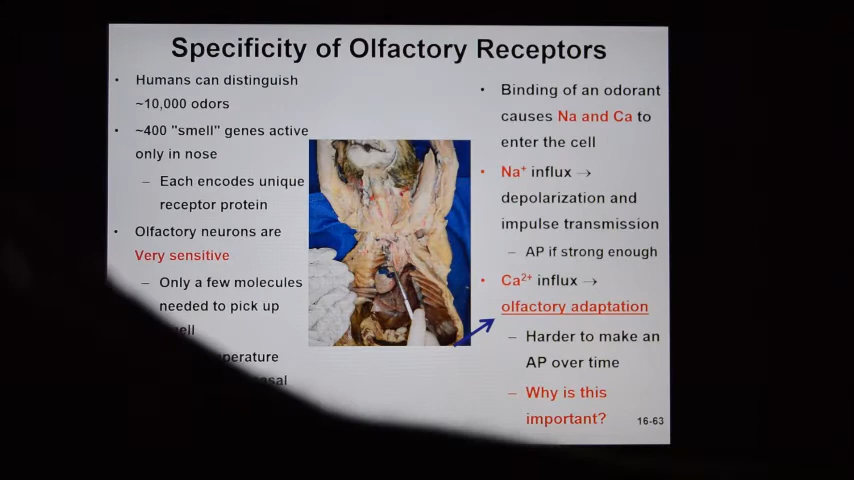 Specificity of Olfactory Receptors
• Humans can distinguish
~10,000 odors
• ~400 "smell" genes active
only in nose
– Each encodes unique
receptor protein
• Olfactory neurons are
Very sensitive
– Only a few molecules
needed to pick up
• Binding of an odorant
causes Na and Ca to
enter the cell
• Na⁺ influx →
depolarization and
impulse transmission
– AP if strong enough
• Ca²⁺ influx →
olfactory adaptation
– Harder to make an
AP over time
– Why is this
important?
16-63